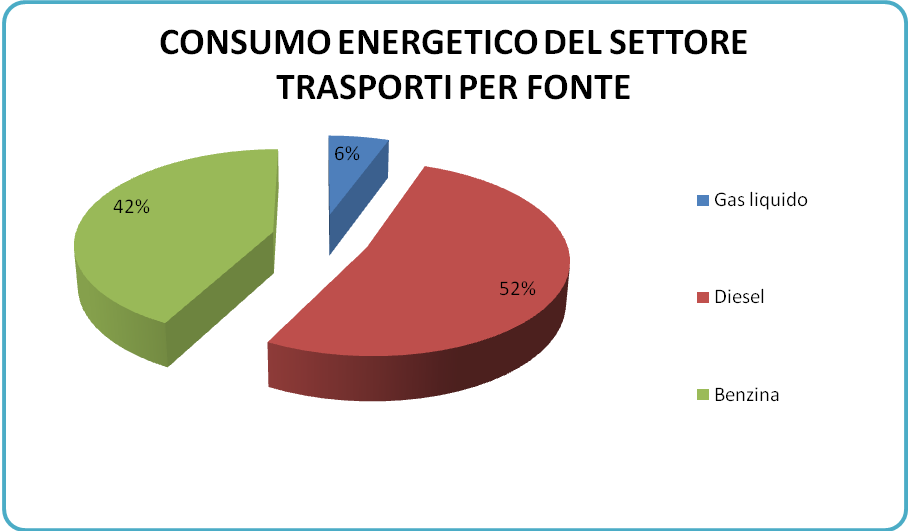 CONSUMO ENERGETICO DEL SETTORE
TRASPORTI PER FONTE
6%
42%
52%
Gas liquido
Diesel
Benzina